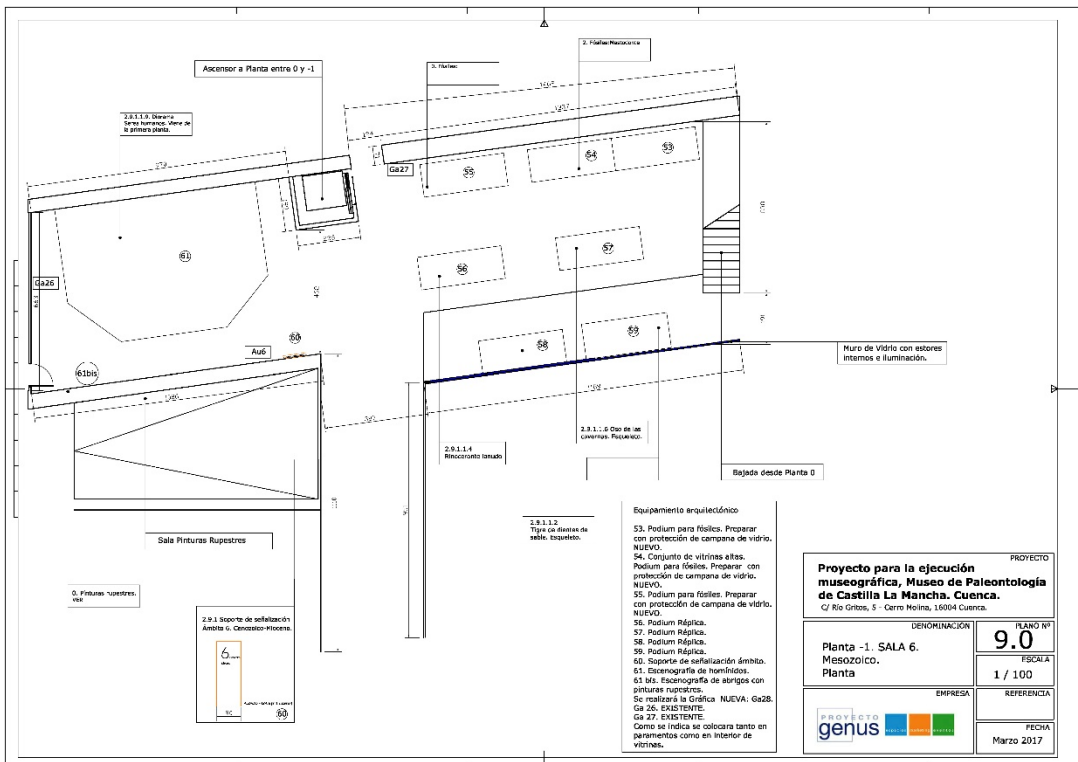 2. Fósiles:Mastodonte
3. Fósiles:
Ascensor a Planta entre 0 y -1
2.9.1.1.9. Diorama
Seres humanos. Viene de
la primera planta.
Ga27
55
54
53
61
Ga26
56
57
60
Au6
61bis
58
59
Muro de Vidrio con estores
internos e iluminación.
2.9.1.1.4
Rinoceronte lanudo
2.9.1.1.6 Oso de las
cavernas. Esqueleto.
Bajada desde Planta 0
2.9.1.1.2
Tigre de dientes de
sable. Esqueleto.
Sala Pinturas Rupestres
0. Pinturas rupestres.
VER
2.9.1 Soporte de señalización
Ámbito 6. Cenozoico-Mioceno.
6
60
Equipamiento arquitectónico
53. Podium para fósiles. Preparar
con protección de campana de vidrio.
NUEVO.
54. Conjunto de vitrinas altas.
Podium para fósiles. Preparar con
protección de campana de vidrio.
NUEVO.
55. Podium para fósiles. Preparar
con protección de campana de vidrio.
NUEVO.
56. Podium Réplica.
57. Podium Réplica.
58. Podium Réplica.
59. Podium Réplica.
60. Soporte de señalización ámbito.
61. Escenografía de homínidos.
61 bis. Escenografía de abrigos con
pinturas rupestres.
Se realizará la Gráfica NUEVA: Ga28.
Ga 26. EXISTENTE.
Ga 27. EXISTENTE.
Como se indica se colocara tanto en
paramentos como en interior de
vitrinas.
PROYECTO
Proyecto para la ejecución
museográfica, Museo de Paleontología
de Castilla La Mancha. Cuenca.
C/ Río Gritos, 5 - Cerro Molina, 16004 Cuenca.
DENOMINACIÓN
Planta -1. SALA 6.
Mesozoico.
Planta
PLANO Nº
9.0
ESCALA
1 / 100
EMPRESA
PROYECTO
genus
REFERENCIA
FECHA
Marzo 2017